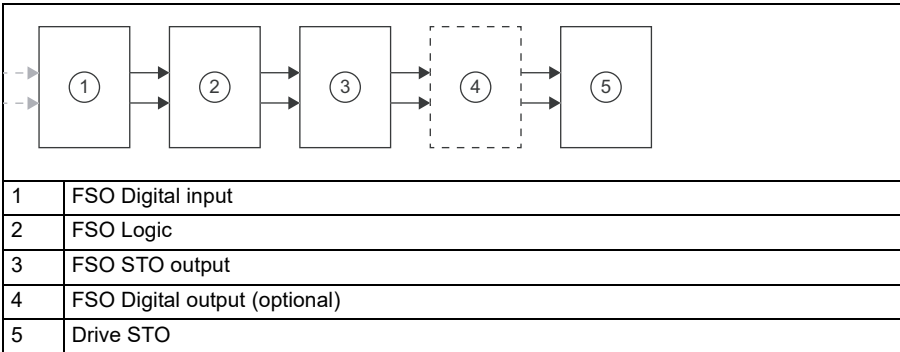 1 2 3 4 5
1 FSO Digital input
2 FSO Logic
3 FSO STO output
4 FSO Digital output (optional)
5 Drive STO